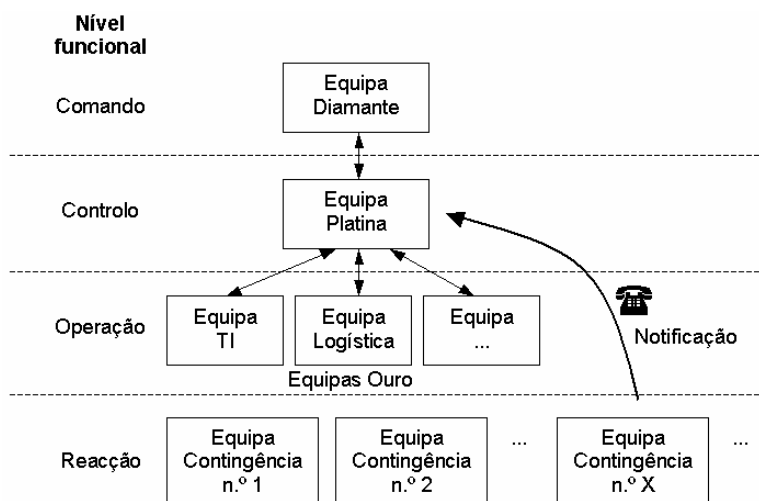 Nível
funcional
Equipa
Diamante
Comando
Equipa
Platina
Controlo
Equipa
TI
Equipa
Logística
Equipa
...
Operação
Notificação
Equipas Ouro
Equipa
Contingência
n.º 1
Equipa
Contingência
n.º 2
...
Equipa
Contingência
n.º X
...
Reacção